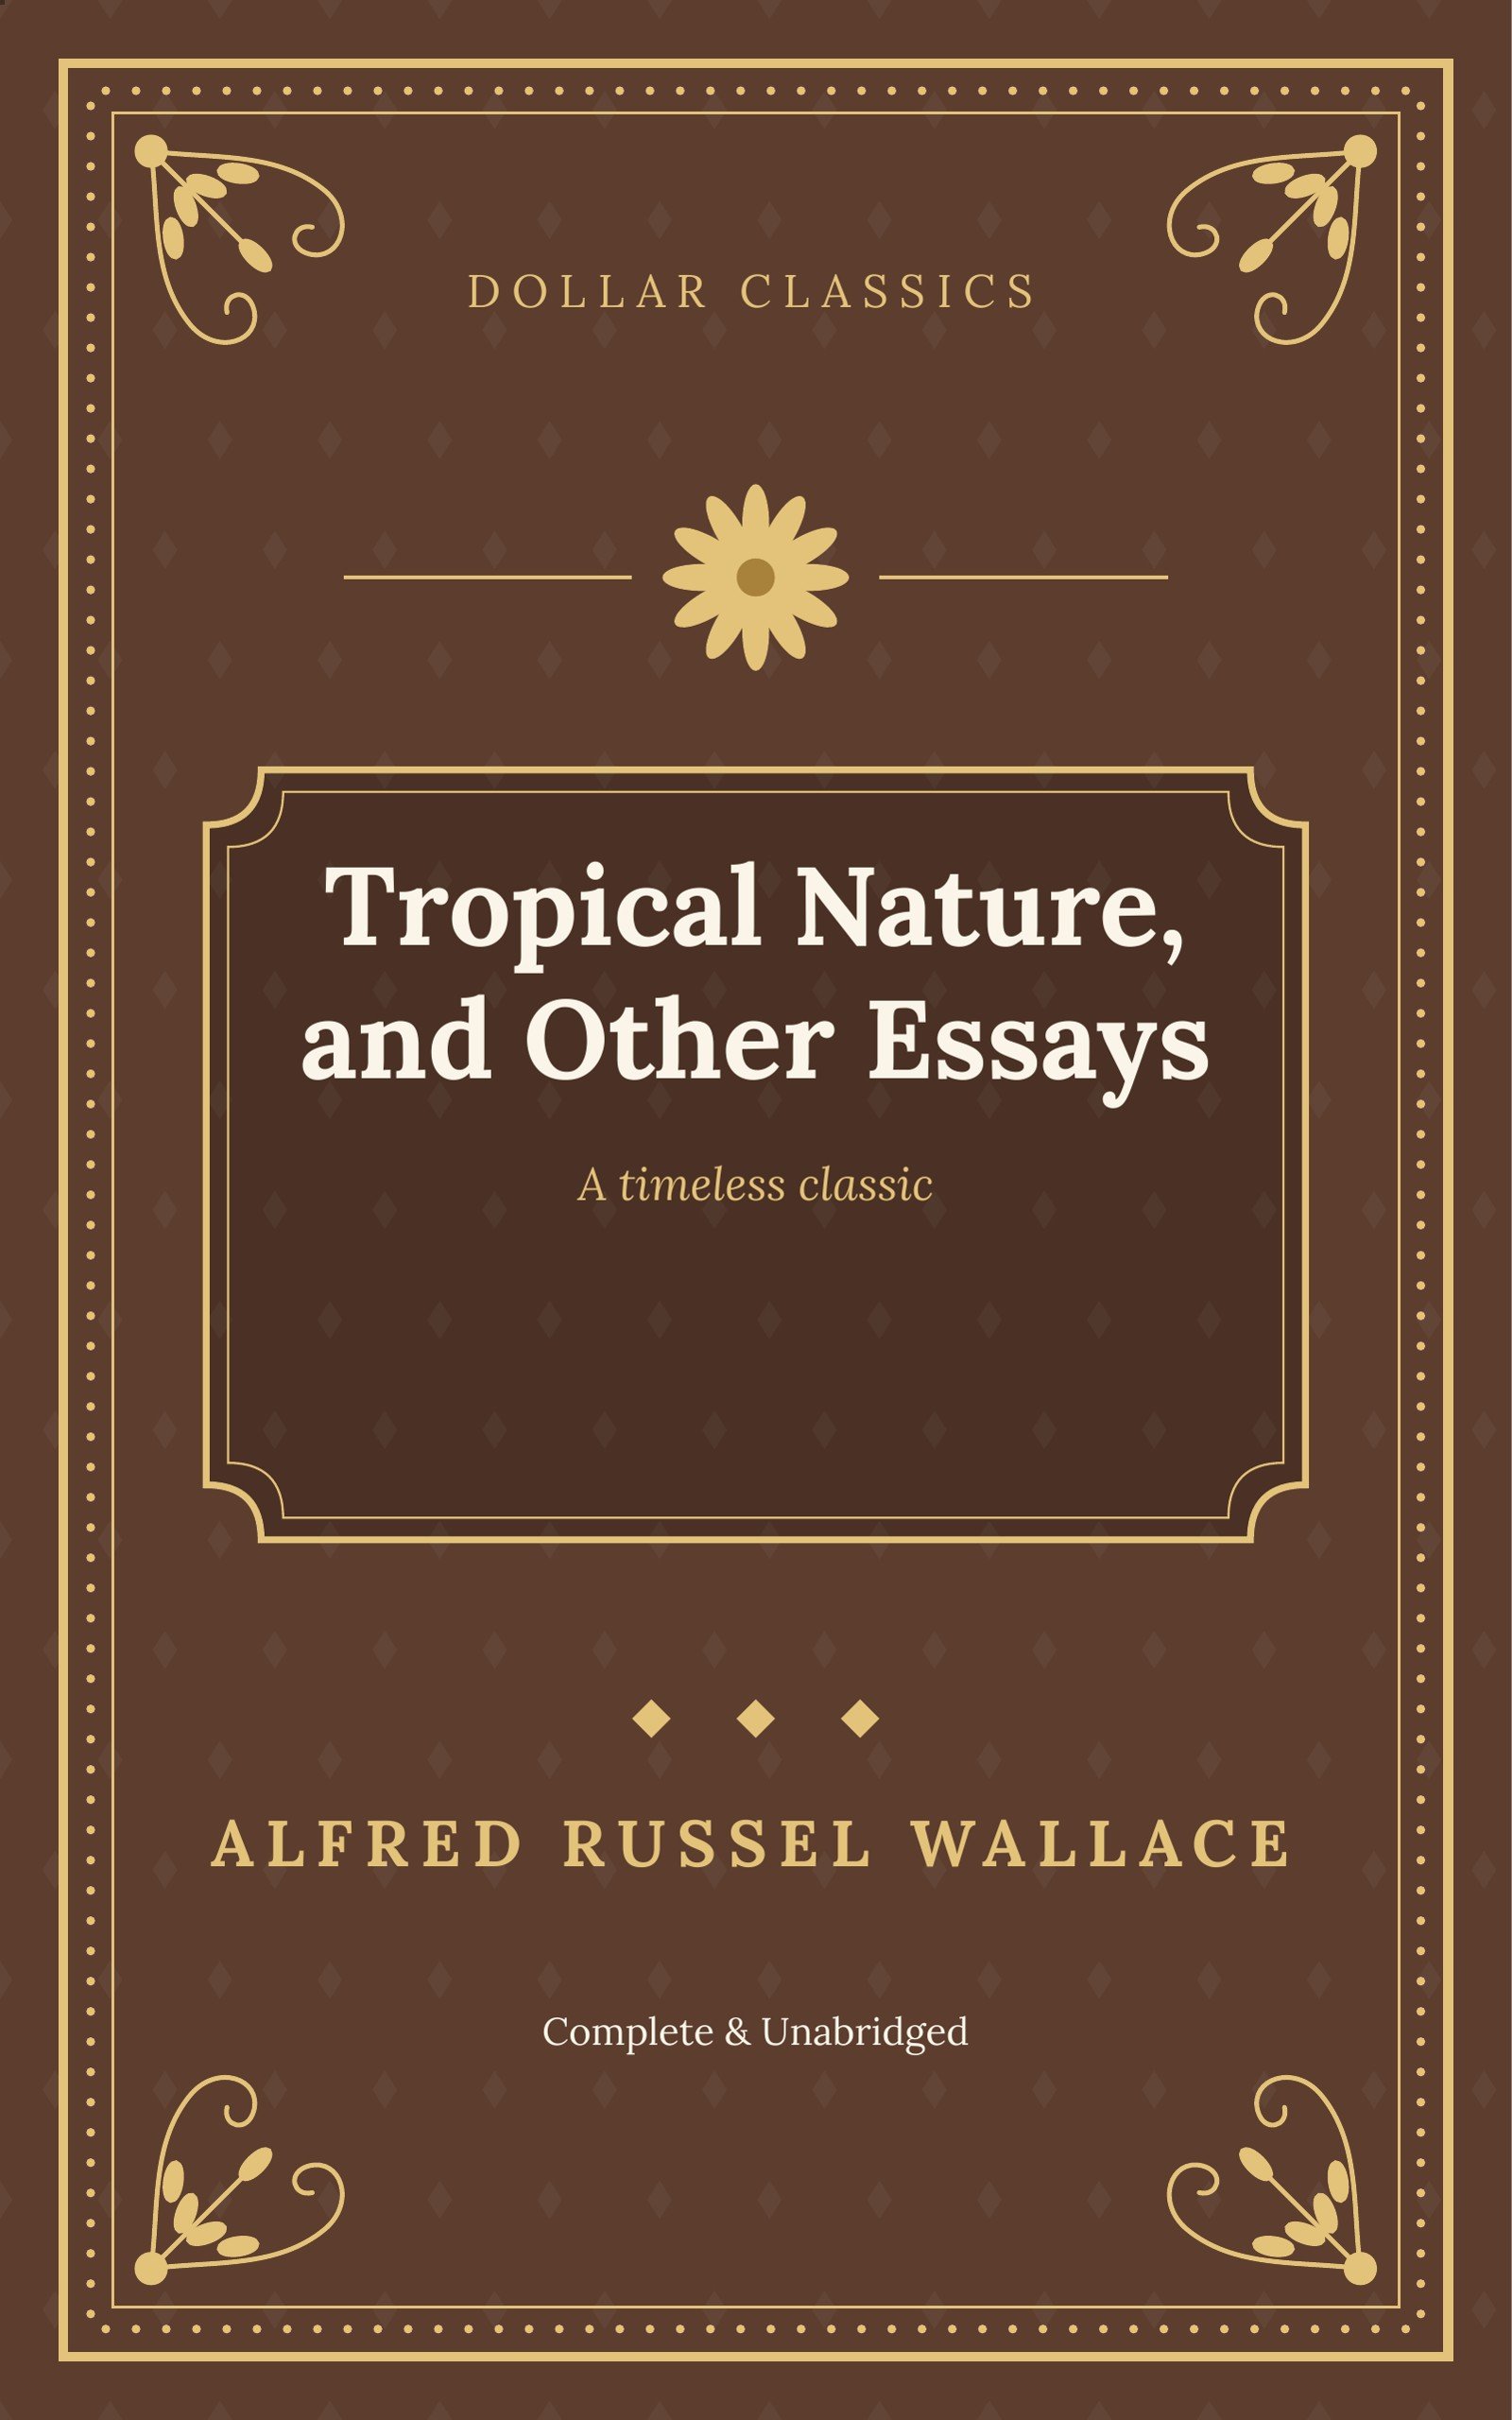 DOLLAR CLASSICS
Tropical Nature,
and Other Essays
A timeless classic
ALFRED RUSSEL WALLACE
Complete & Unabridged